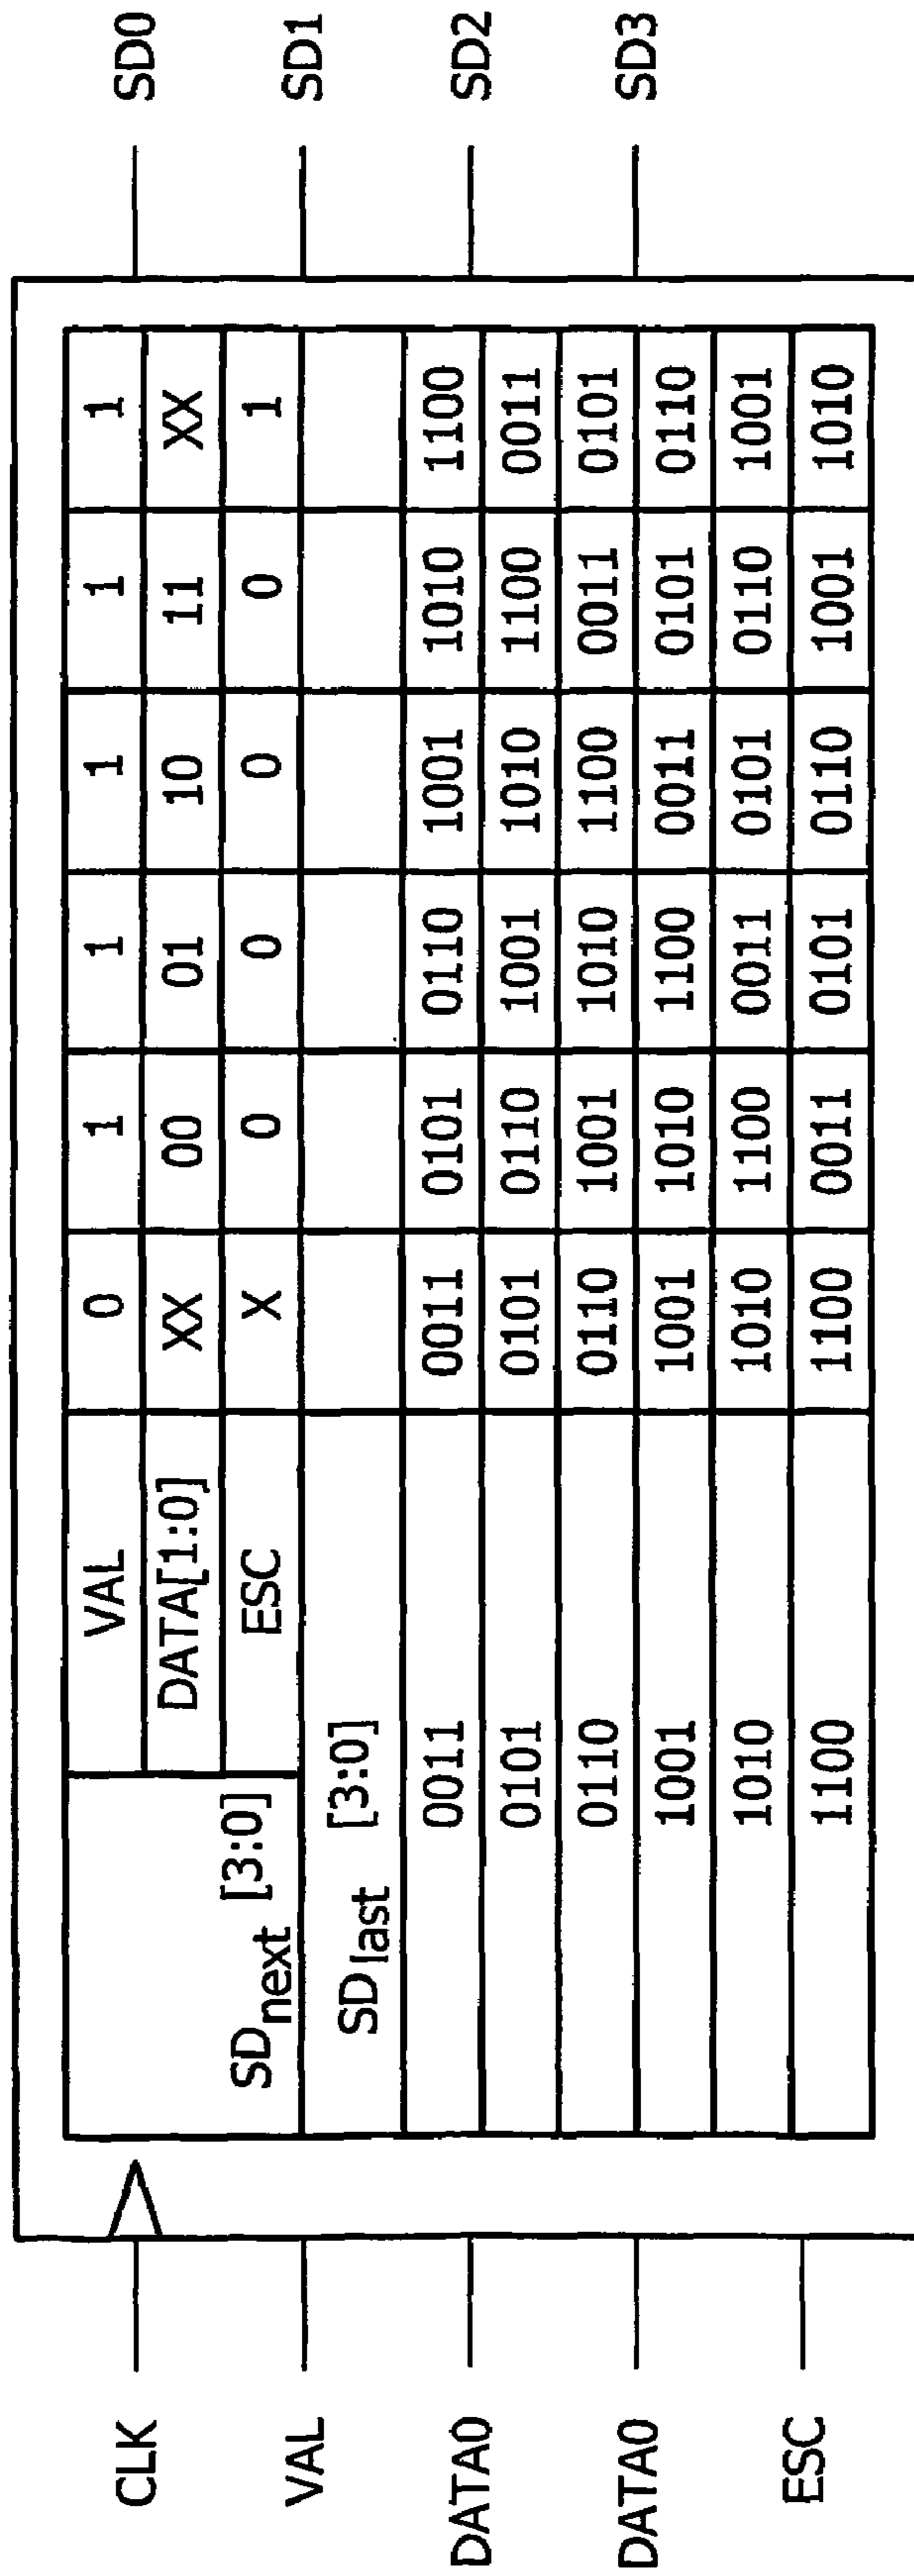 CLK
VAL
DATA0
DATA0
ESC
VAL 0 1 1 1 1 1
DATA[1:0] XX 00 01 10 11 XX
SDnext [3:0] ESC X 0 0 0 0 1
SDlast [3:0]
0011 0011 0101 0110 1001 1010 1100
0101 0101 0110 1001 1010 1100 0011
0110 0110 1001 1010 1100 0011 0101
1001 1001 1010 1100 0011 0101 0110
1010 1010 1100 0011 0101 0110 1001
1100 1100 0011 0101 0110 1001 1010
SD0
SD1
SD2
SD3